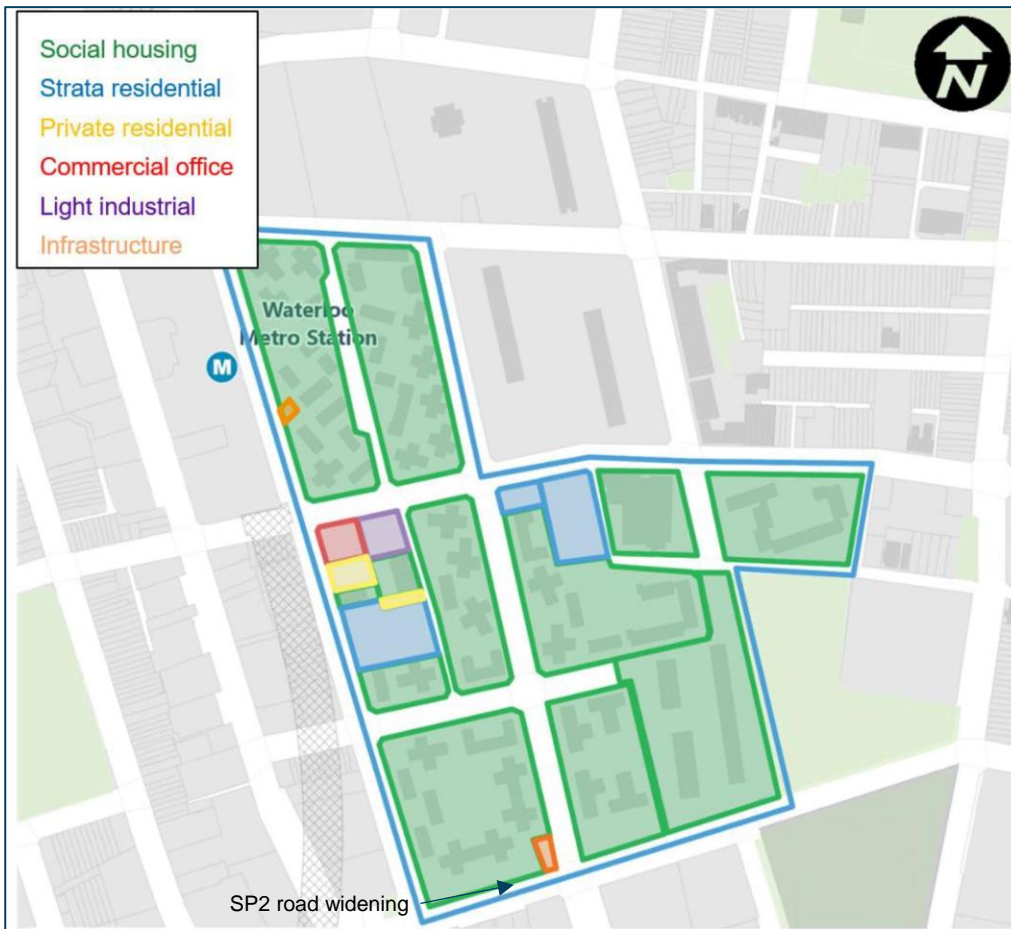 Social housing
Strata residential
Private residential
Commercial office
Light industrial
Infrastructure
N
Waterloo
Metro Station
M
SP2 road widening